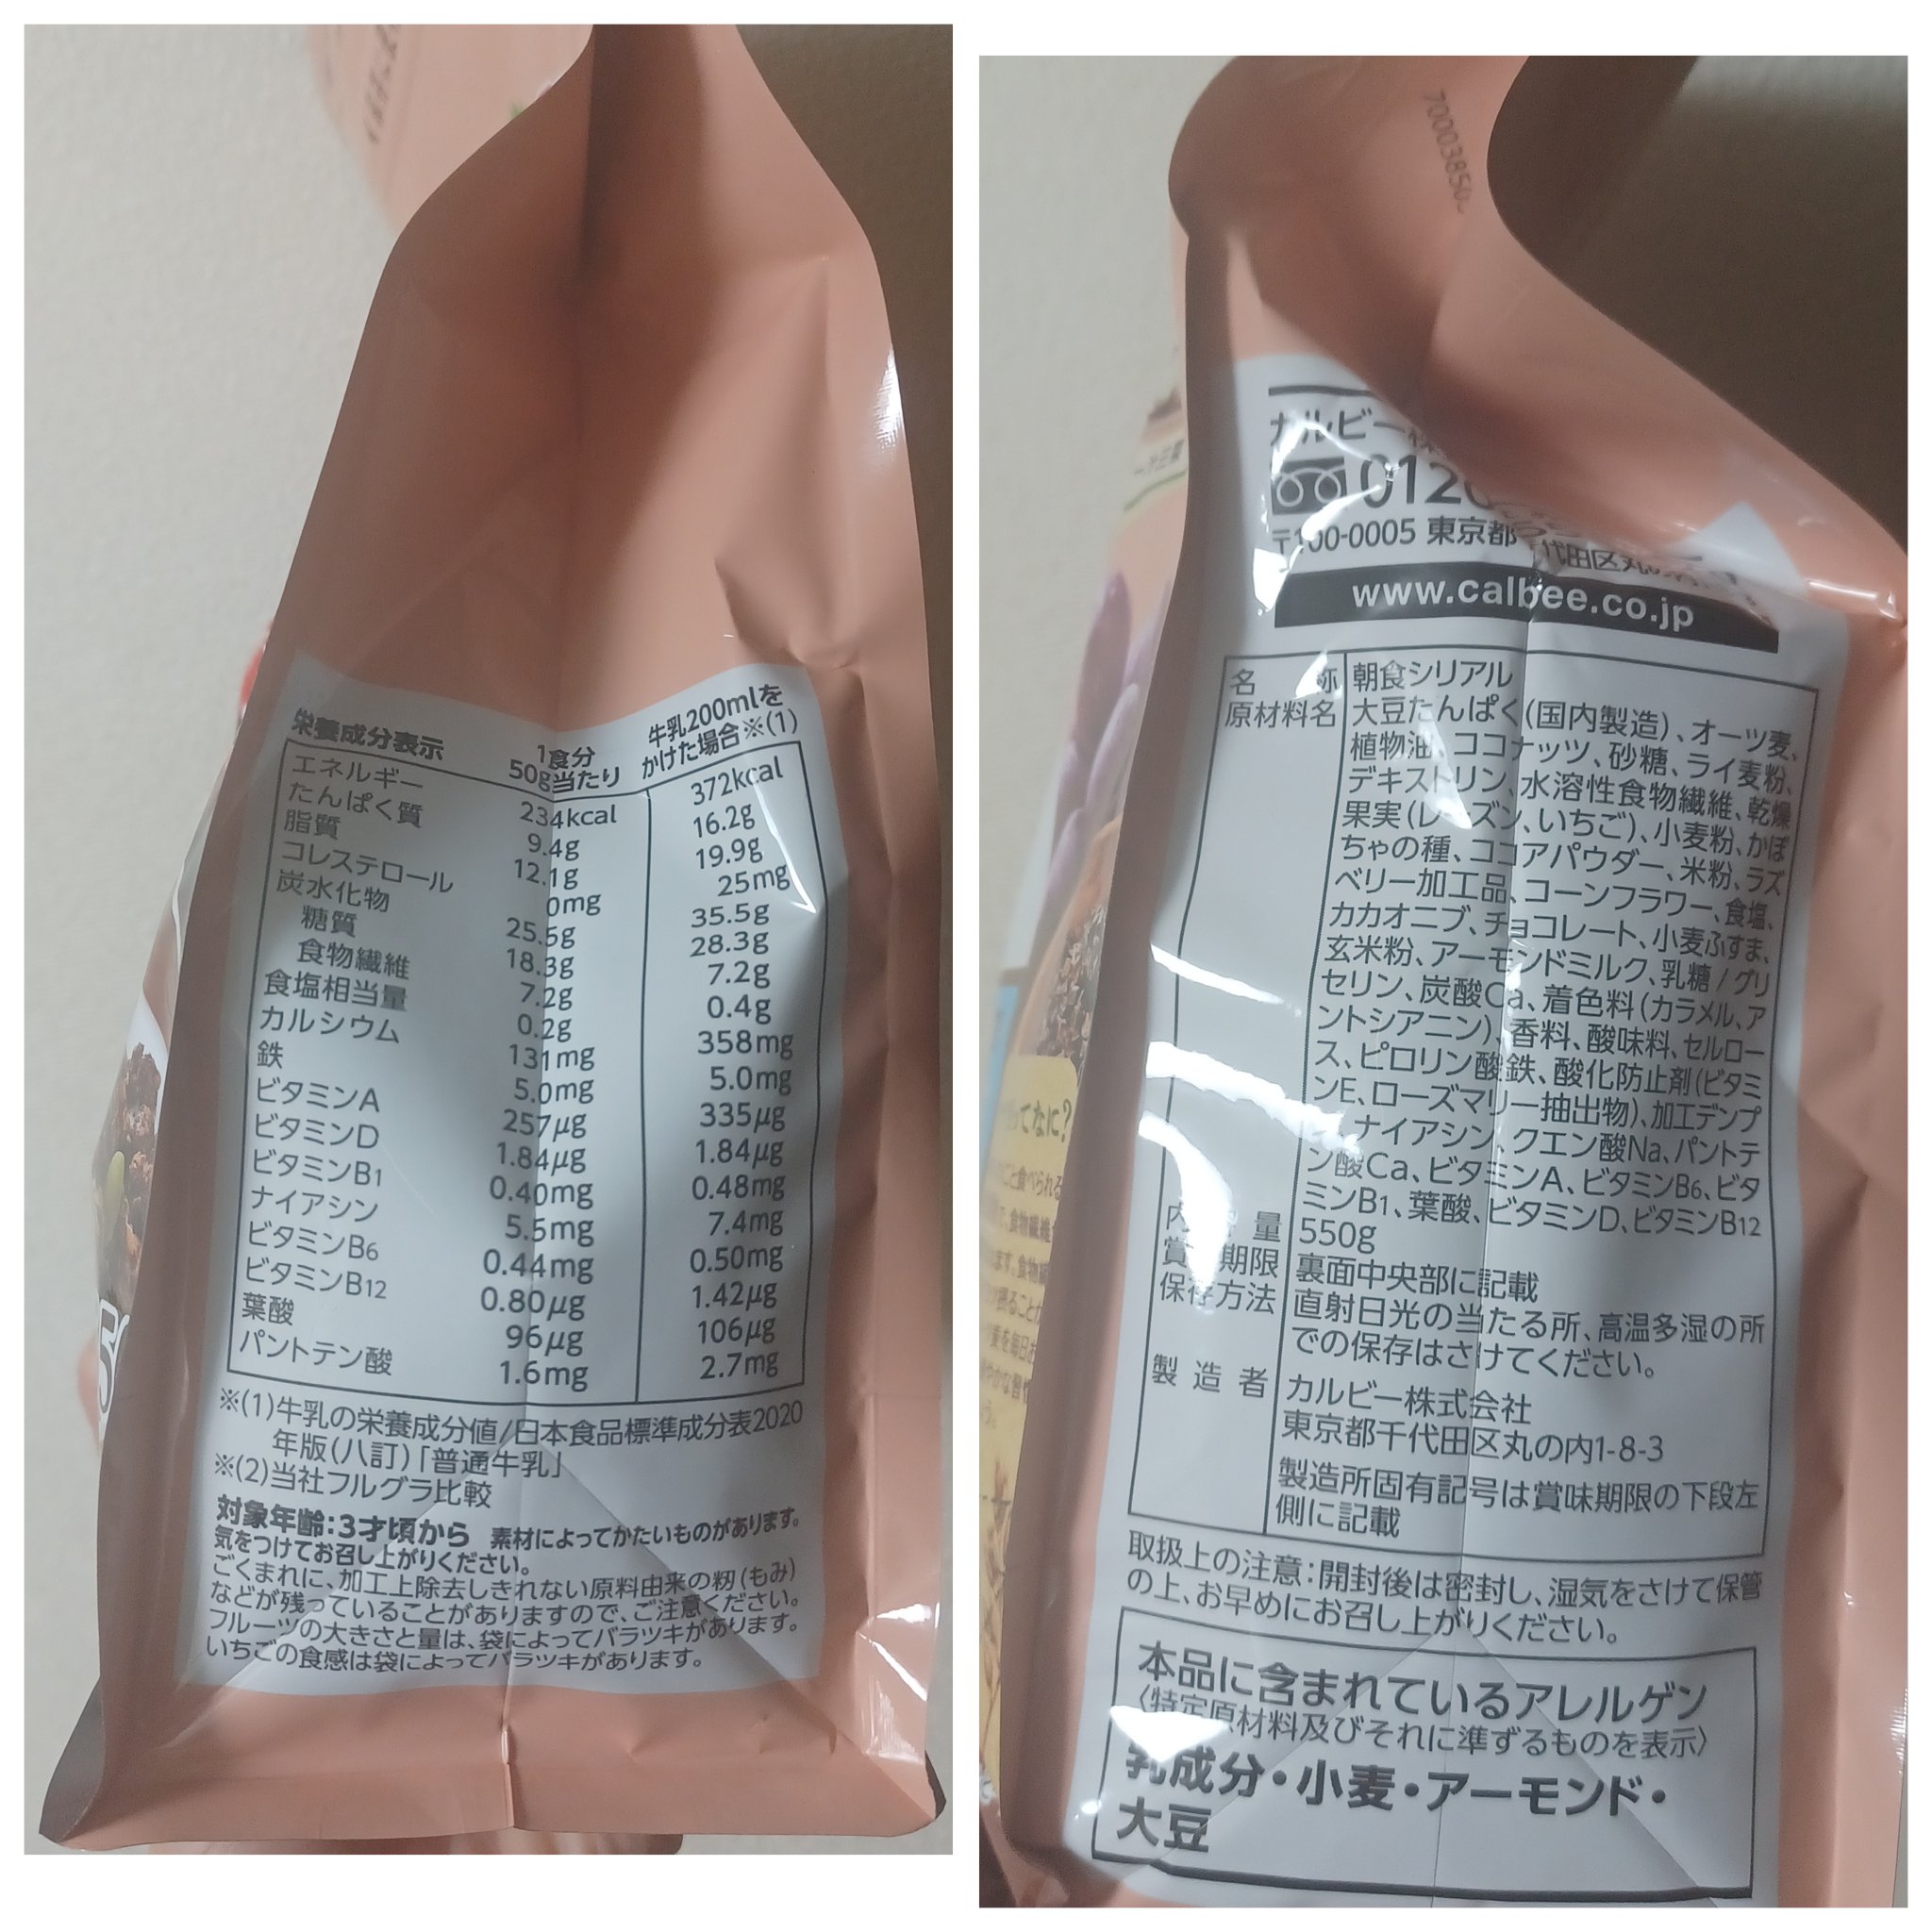 栄養成分表示
1食分
50g当たり
牛乳200mlを
かけた場合※(1)
エネルギー 234kcal 372kcal
たんぱく質 9.4g 16.2g
脂質 12.1g 19.9g
コレステロール 0mg 25mg
炭水化物 25.5g 35.5g
糖質 18.3g 28.3g
食物繊維 7.2g 7.2g
食塩相当量 0.2g 0.4g
カルシウム 131mg 358mg
鉄 5.0mg 5.0mg
ビタミンA 257μg 335μg
ビタミンD 1.84μg 1.84μg
ビタミンB1 0.40mg 0.48mg
ナイアシン 5.5mg 7.4mg
ビタミンB6 0.44mg 0.50mg
ビタミンB12 0.80μg 1.42μg
葉酸 96μg 106μg
パントテン酸 1.6mg 2.7mg
※(1)牛乳の栄養成分値/日本食品標準成分表2020
年版(八訂)「普通牛乳」
※(2)当社フルグラ比較
対象年齢:3才頃から 素材によってかたいものがあります。
気をつけてお召し上がりください。
ごくまれに、加工上除去しきれない原料由来の籾(もみ)
などが残っていることがありますので、ご注意ください。
フルーツの大きさと量は、袋によってバラツキがあります。
いちごの食感は袋によってバラツキがあります。
カルビー株
0120
〒100-0005 東京都 代田区丸
www.calbee.co.jp
名 称 朝食シリアル
原材料名 大豆たんぱく(国内製造)、オーツ麦、
植物油、ココナッツ、砂糖、ライ麦粉、
デキストリン、水溶性食物繊維、乾燥
果実(レーズン、いちご)、小麦粉、かぼ
ちゃの種、ココアパウダー、米粉、ラズ
ベリー加工品、コーンフラワー、食塩、
カカオニブ、チョコレート、小麦ふすま、
玄米粉、アーモンドミルク、乳糖/グリ
セリン、炭酸Ca、着色料(カラメル、ア
ントシアニン)、香料、酸味料、セルロー
ス、ピロリン酸鉄、酸化防止剤(ビタミ
ンE、ローズマリー抽出物)、加工デンプ
ナイアシン、クエン酸Na、パントテ
ン酸Ca、ビタミンA、ビタミンB6、ビタ
ミンB1、葉酸、ビタミンD、ビタミンB12
内 量 550g
賞 期限 裏面中央部に記載
保存方法 直射日光の当たる所、高温多湿の所
での保存はさけてください。
製造者 カルビー株式会社
東京都千代田区丸の内1-8-3
製造所固有記号は賞味期限の下段左
側に記載
取扱上の注意:開封後は密封し、湿気をさけて保管
の上、お早めにお召し上がりください。
本品に含まれているアレルゲン
〈特定原材料及びそれに準ずるものを表示〉
乳成分・小麦・アーモンド・
大豆